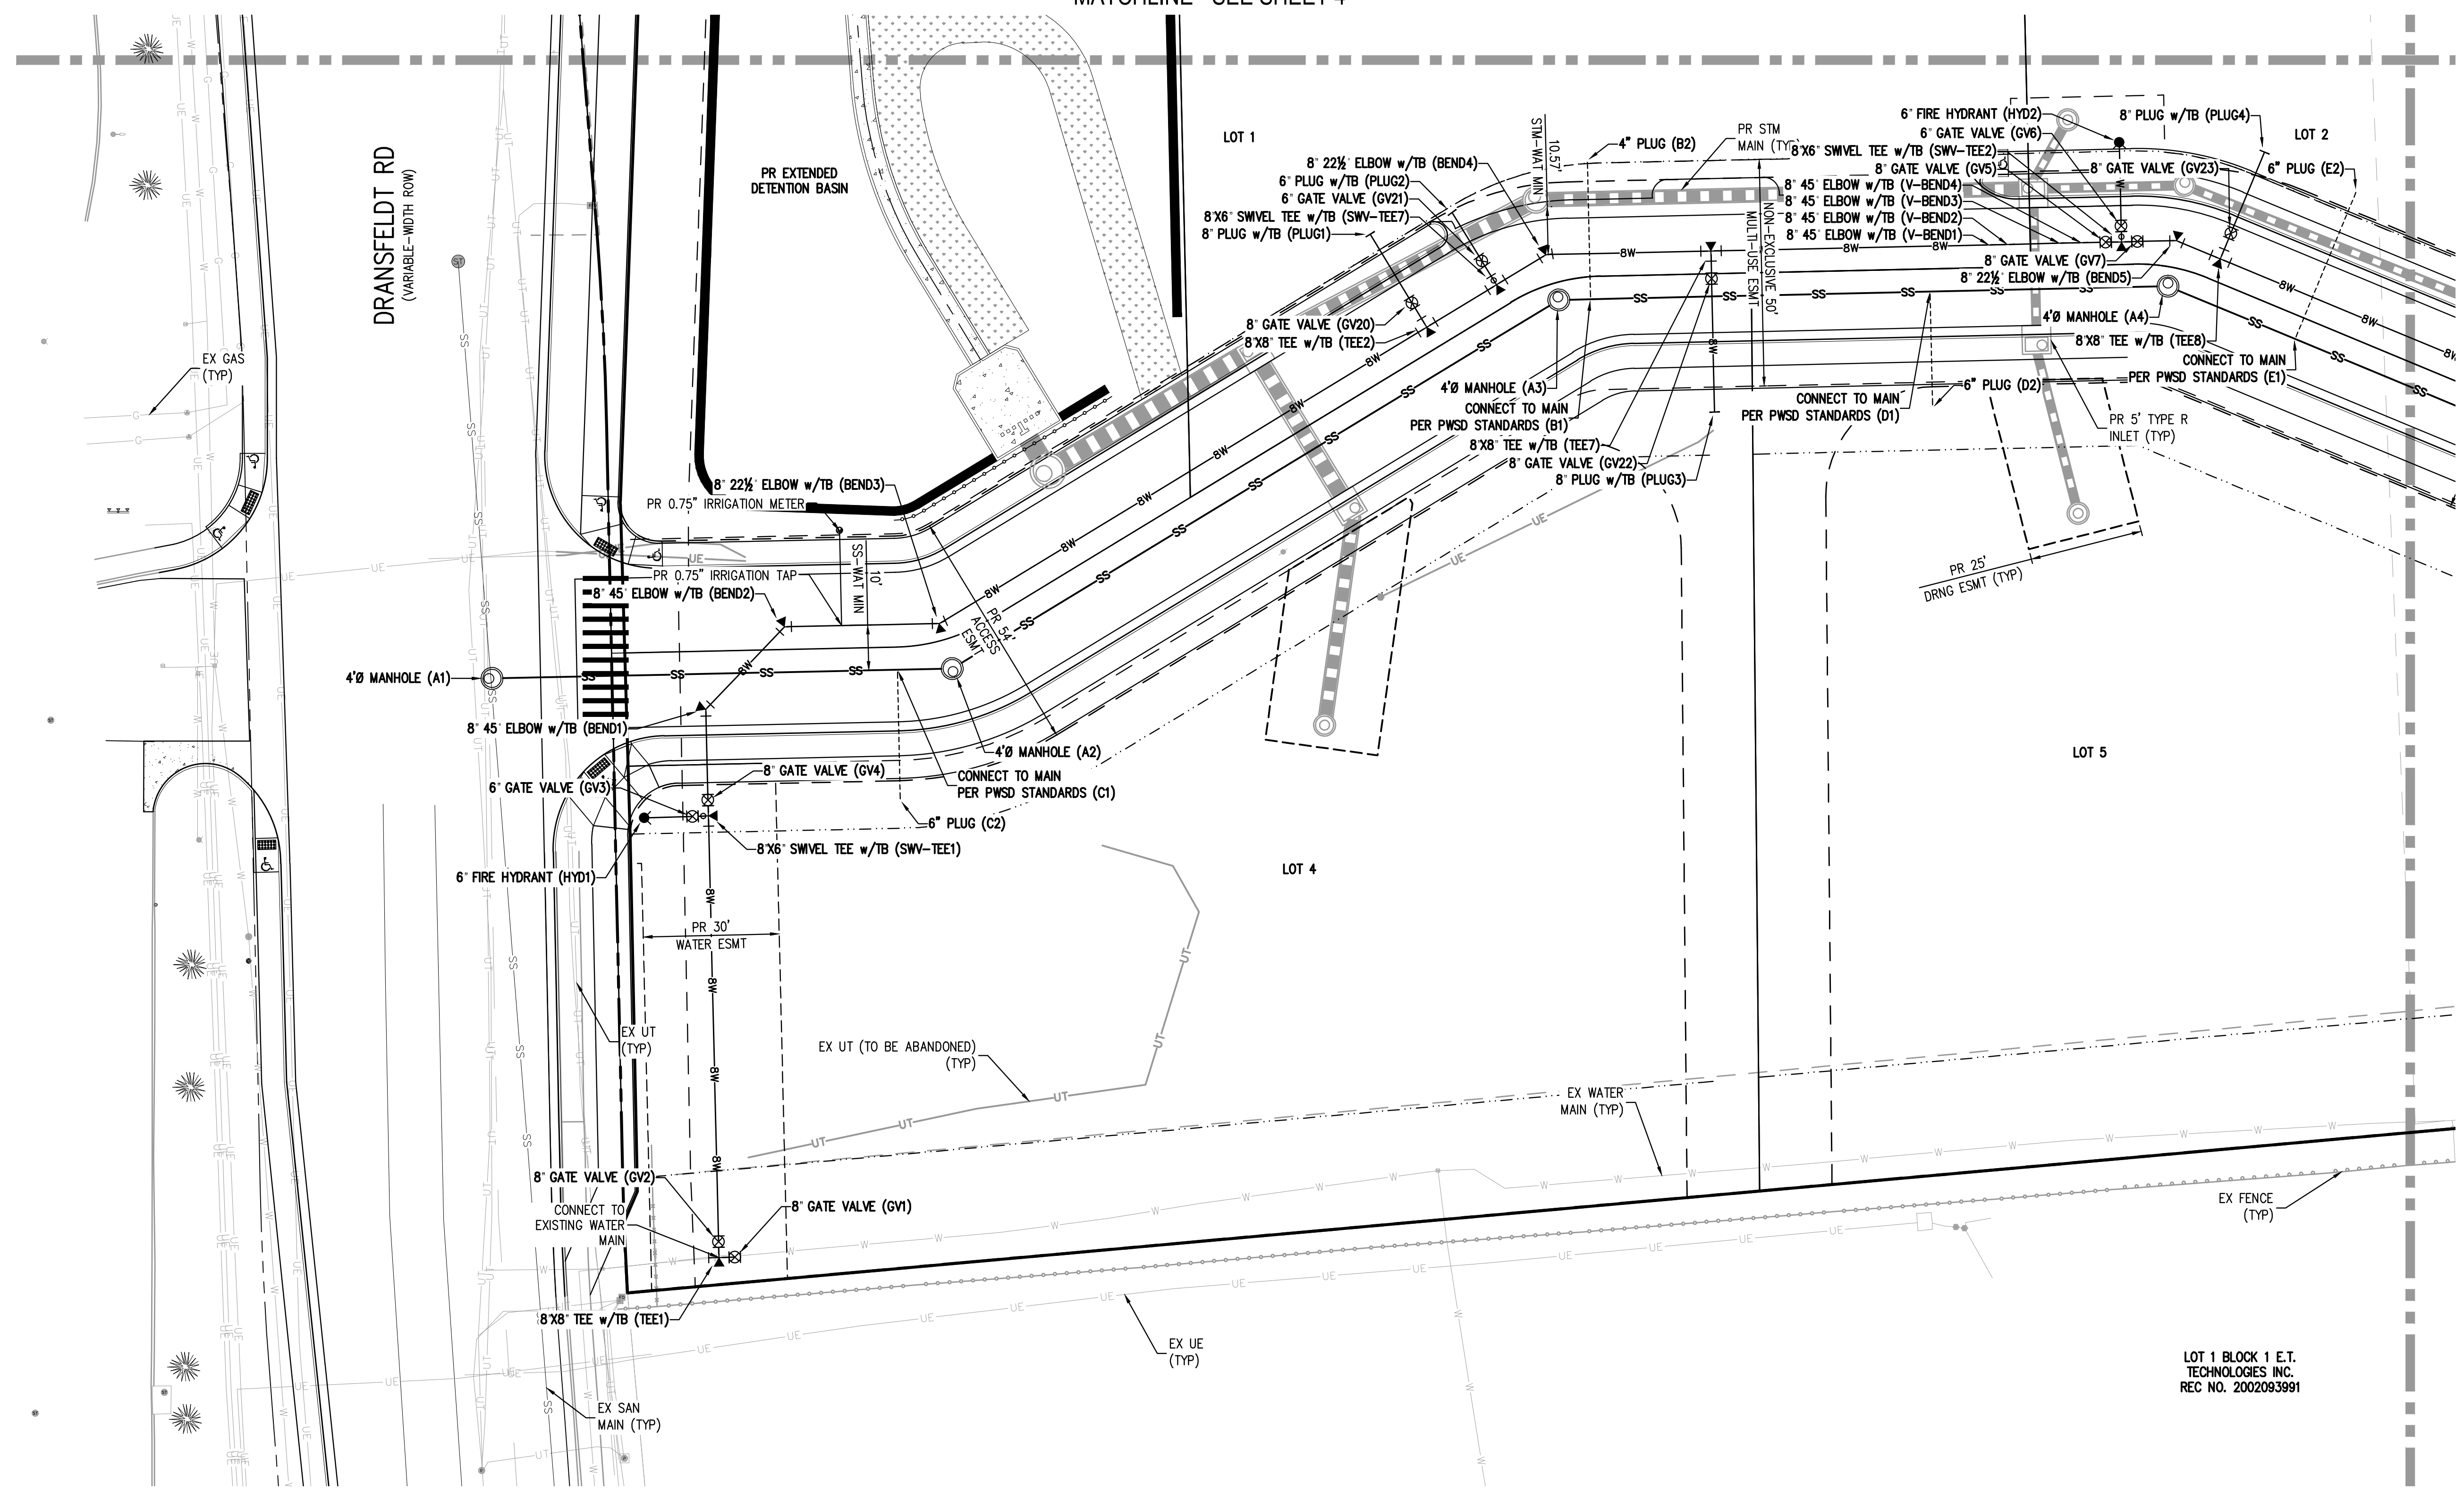 MATCHLINE - SEE SHEET 4
DRANSFELDT RD
(VARIABLE-WIDTH ROW)
PR EXTENDED
DETENTION BASIN
LOT 1
STM-WAT MIN
10.57'
4" PLUG (B2)
PR STM
MAIN (TYP)
6" FIRE HYDRANT (HYD2)
6" GATE VALVE (GV6)
8"X6" SWIVEL TEE w/TB (SWV-TEE2)
8" GATE VALVE (GV5)
8" 45° ELBOW w/TB (V-BEND4)
8" 45° ELBOW w/TB (V-BEND3)
8" 45° ELBOW w/TB (V-BEND2)
8" 45° ELBOW w/TB (V-BEND1)
8" PLUG w/TB (PLUG4)
LOT 2
8" GATE VALVE (GV23)
6" PLUG (E2)
8" 22½° ELBOW w/TB (BEND4)
6" PLUG w/TB (PLUG2)
6" GATE VALVE (GV21)
8"X6" SWIVEL TEE w/TB (SWV-TEE7)
8" PLUG w/TB (PLUG1)
NON-EXCLUSIVE 50'
MULTI-USE ESMT
8" GATE VALVE (GV7)
8" 22½° ELBOW w/TB (BEND5)
4'Ø MANHOLE (A4)
8"X8" TEE w/TB (TEE8)
CONNECT TO MAIN
PER PWSD STANDARDS (E1)
8" GATE VALVE (GV20)
8"X8" TEE w/TB (TEE2)
4'Ø MANHOLE (A3)
CONNECT TO MAIN
PER PWSD STANDARDS (B1)
8"X8" TEE w/TB (TEE7)
8" GATE VALVE (GV22)
8" PLUG w/TB (PLUG3)
CONNECT TO MAIN
PER PWSD STANDARDS (D1)
6" PLUG (D2)
PR 5' TYPE R
INLET (TYP)
PR 25'
DRNG ESMT (TYP)
EX GAS
(TYP)
8" 22½° ELBOW w/TB (BEND3)
PR 0.75" IRRIGATION METER
PR 0.75" IRRIGATION TAP
8" 45° ELBOW w/TB (BEND2)
SS-WAT MIN
10'
PR 54'
ACCESS
ESMT
4'Ø MANHOLE (A1)
8" 45° ELBOW w/TB (BEND1)
8" GATE VALVE (GV4)
6" GATE VALVE (GV3)
4'Ø MANHOLE (A2)
CONNECT TO MAIN
PER PWSD STANDARDS (C1)
6" PLUG (C2)
8"X6" SWIVEL TEE w/TB (SWV-TEE1)
6" FIRE HYDRANT (HYD1)
LOT 4
LOT 5
PR 30'
WATER ESMT
EX UT
(TYP)
EX UT (TO BE ABANDONED)
(TYP)
EX WATER
MAIN (TYP)
8" GATE VALVE (GV2)
CONNECT TO
EXISTING WATER
MAIN
8" GATE VALVE (GV1)
8"X8" TEE w/TB (TEE1)
EX FENCE
(TYP)
EX UE
(TYP)
EX SAN
MAIN (TYP)
LOT 1 BLOCK 1 E.T.
TECHNOLOGIES INC.
REC NO. 2002093991